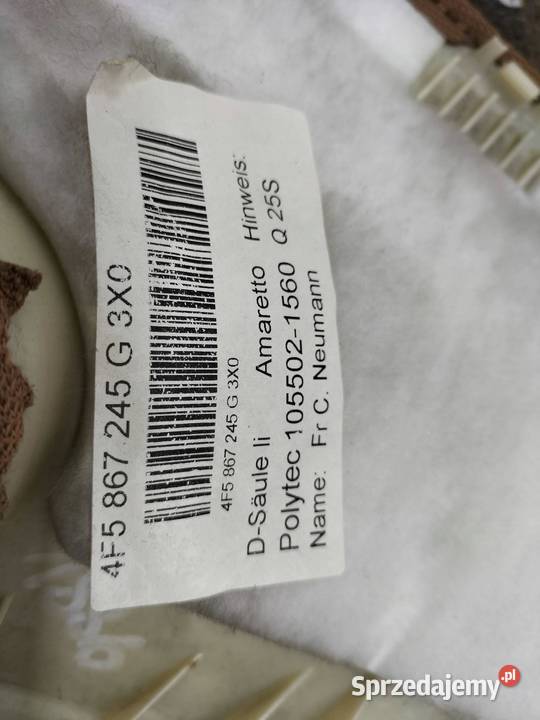 4F5 867 245 G 3X0
4F5 867 245 G 3X0
D-Säule li Amaretto Hinweis:
Polytec 105502-1560 Q 25S
Name: Fr C. Neumann
Sprzedajemy.pl